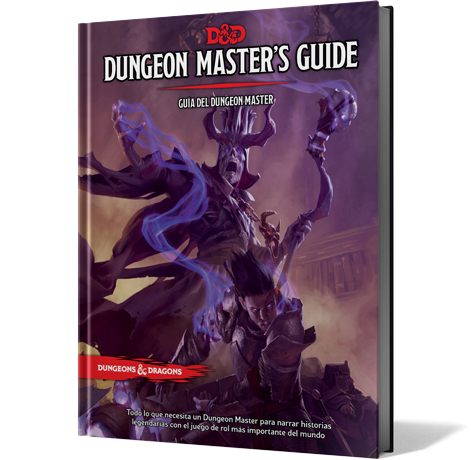 D&D
DUNGEON MASTER'S GUIDE
GUÍA DEL DUNGEON MASTER
DUNGEONS & DRAGONS
Todo lo que necesita un Dungeon Master para narrar historias
legendarias con el juego de rol más importante del mundo